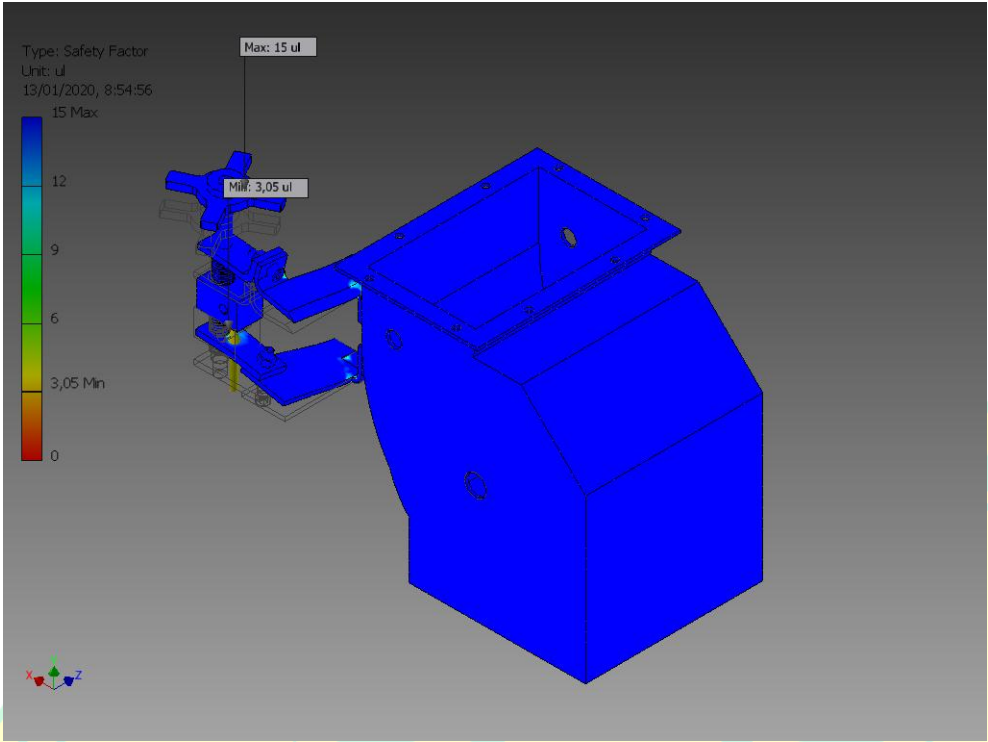 Type: Safety Factor
Unit: ul
13/01/2020, 8:54:56
15 Max
12
9
6
3,05 Min
0
Max: 15 ul
Min: 3,05 ul
X
Z